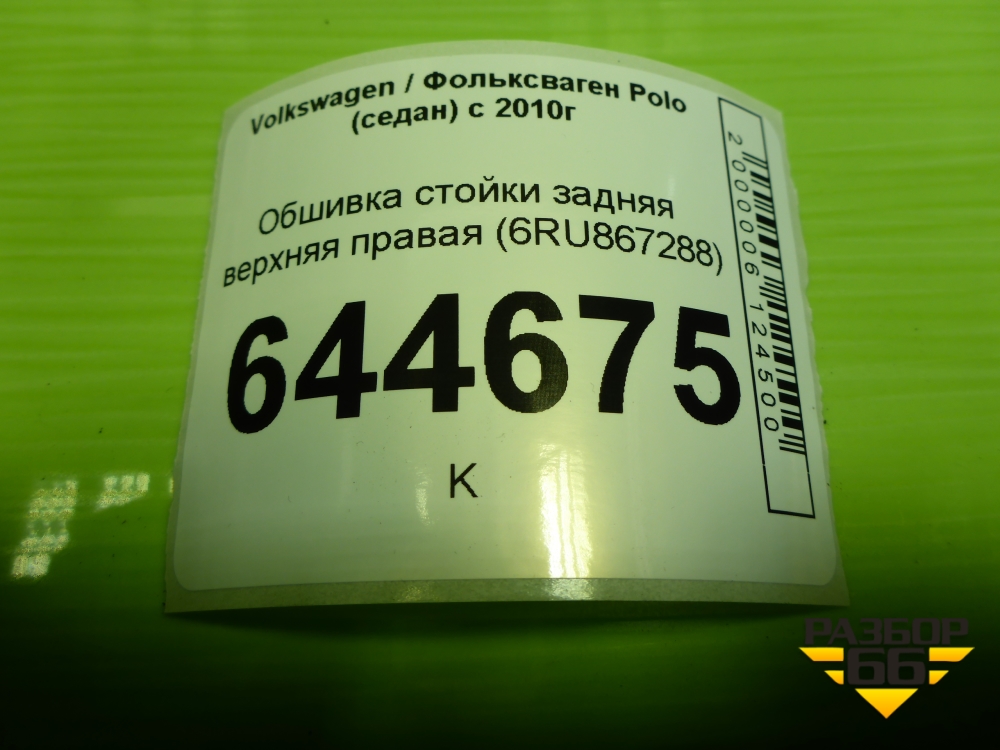 Volkswagen / Фольксваген Polo
(седан) с 2010г
Обшивка стойки задняя
верхняя правая (6RU867288)
644675
К
2000006124500
РАЗБОР
66